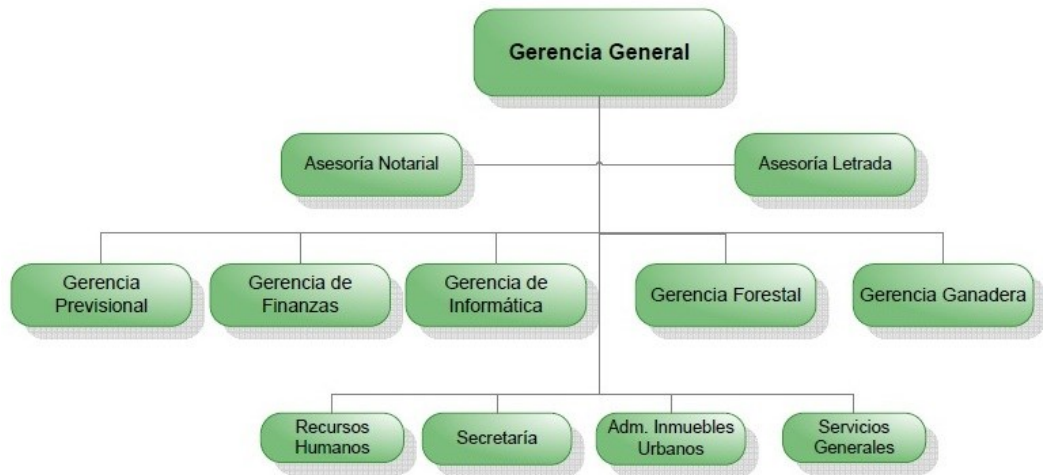 Gerencia General
Asesoría Notarial
Asesoría Letrada
Gerencia
Previsional
Gerencia de
Finanzas
Gerencia de
Informática
Gerencia Forestal
Gerencia Ganadera
Recursos
Humanos
Secretaría
Adm. Inmuebles
Urbanos
Servicios
Generales